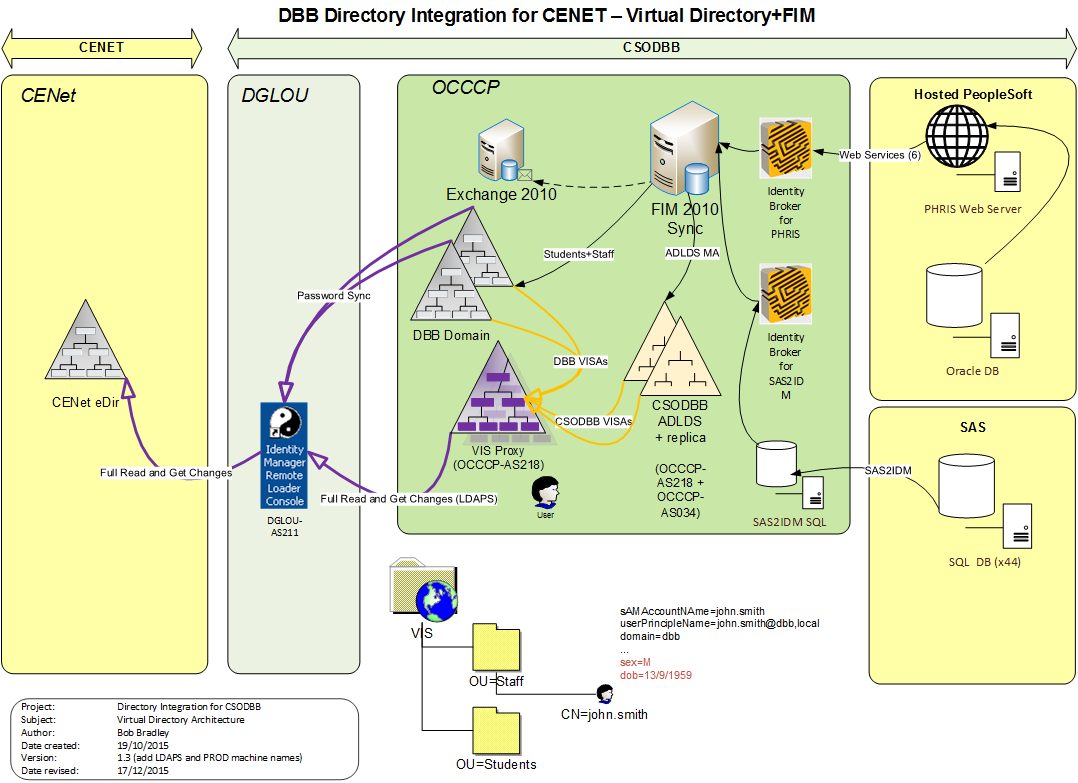 DBB Directory Integration for CENET – Virtual Directory+FIM
CENET
CSODBB
CENet
DGLOU
OCCCP
Hosted PeopleSoft
Exchange 2010
FIM 2010
Sync
Identity
Broker
for
PHRIS
Web Services (6)
PHRIS Web Server
Students+Staff
ADLDS MA
Password Sync
DBB Domain
Identity
Broker
for
SAS2ID
M
Oracle DB
DBB VISAs
CENet eDir
CSODBB VISAs
CSODBB
ADLDS
+ replica
(OCCCP-
AS218 +
OCCCP-
AS034)
SAS
VIS Proxy
(OCCCP-AS218)
Identity
Manager
Remote
Loader
Console
Full Read and Get Changes
Full Read and Get Changes (LDAPS)
SAS2IDM
DGLOU-
AS211
User
SAS2IDM SQL
SQL DB (x44)
VIS
OU=Staff
CN=john.smith
OU=Students
sAMAccountNAme=john.smith
userPrincipleName=john.smith@dbb,local
domain=dbb
...
sex=M
dob=13/9/1959
Project: Directory Integration for CSODBB
Subject: Virtual Directory Architecture
Author: Bob Bradley
Date created: 19/10/2015
Version: 1.3 (add LDAPS and PROD machine names)
Date revised: 17/12/2015